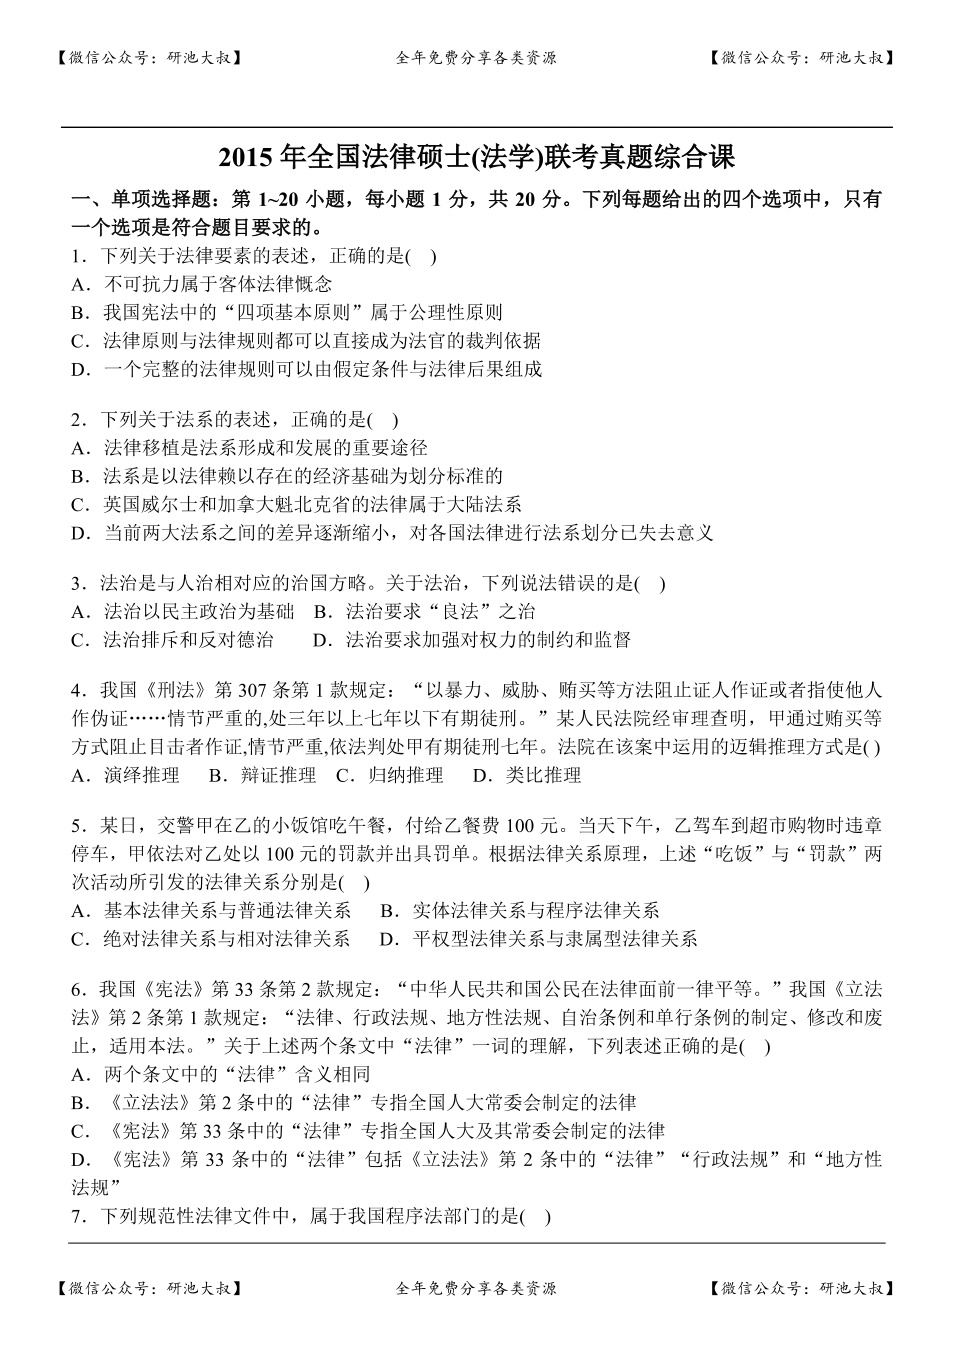 【微信公众号：研池大叔】 全年免费分享各类资源 【微信公众号：研池大叔】
2015 年全国法律硕士(法学)联考真题综合课
一、单项选择题：第 1~20 小题，每小题 1 分，共 20 分。下列每题给出的四个选项中，只有
一个选项是符合题目要求的。
1．下列关于法律要素的表述，正确的是(    )
A．不可抗力属于客体法律慨念
B．我国宪法中的“四项基本原则”属于公理性原则
C．法律原则与法律规则都可以直接成为法官的裁判依据
D．一个完整的法律规则可以由假定条件与法律后果组成
2．下列关于法系的表述，正确的是(    )
A．法律移植是法系形成和发展的重要途径
B．法系是以法律赖以存在的经济基础为划分标准的
C．英国威尔士和加拿大魁北克省的法律属于大陆法系
D．当前两大法系之间的差异逐渐缩小，对各国法律进行法系划分已失去意义
3．法治是与人治相对应的治国方略。关于法治，下列说法错误的是(    )
A．法治以民主政治为基础    B．法治要求“良法”之治
C．法治排斥和反对德治    D．法治要求加强对权力的制约和监督
4．我国《刑法》第 307 条第 1 款规定：“以暴力、威胁、贿买等方法阻止证人作证或者指使他人
作伪证……情节严重的,处三年以上七年以下有期徒刑。”某人民法院经审理查明，甲通过贿买等
方式阻止目击者作证,情节严重,依法判处甲有期徒刑七年。法院在该案中运用的迈辑推理方式是( )
A．演绎推理    B．辩证推理    C．归纳推理    D．类比推理
5．某日，交警甲在乙的小饭馆吃午餐，付给乙餐费 100 元。当天下午，乙驾车到超市购物时违章
停车，甲依法对乙处以 100 元的罚款并出具罚单。根据法律关系原理，上述“吃饭”与“罚款”两
次活动所引发的法律关系分别是(    )
A．基本法律关系与普通法律关系    B．实体法律关系与程序法律关系
C．绝对法律关系与相对法律关系    D．平权型法律关系与隶属型法律关系
6．我国《宪法》第 33 条第 2 款规定：“中华人民共和国公民在法律面前一律平等。”我国《立法
法》第 2 条第 1 款规定：“法律、行政法规、地方性法规、自治条例和单行条例的制定、修改和废
止，适用本法。”关于上述两个条文中“法律”一词的理解，下列表述正确的是(    )
A．两个条文中的“法律”含义相同
B．《立法法》第 2 条中的“法律”专指全国人大常委会制定的法律
C．《宪法》第 33 条中的“法律”专指全国人大及其常委会制定的法律
D．《宪法》第 33 条中的“法律”包括《立法法》第 2 条中的“法律”“行政法规”和“地方性
法规”
7．下列规范性法律文件中，属于我国程序法部门的是(    )
【微信公众号：研池大叔】 全年免费分享各类资源 【微信公众号：研池大叔】